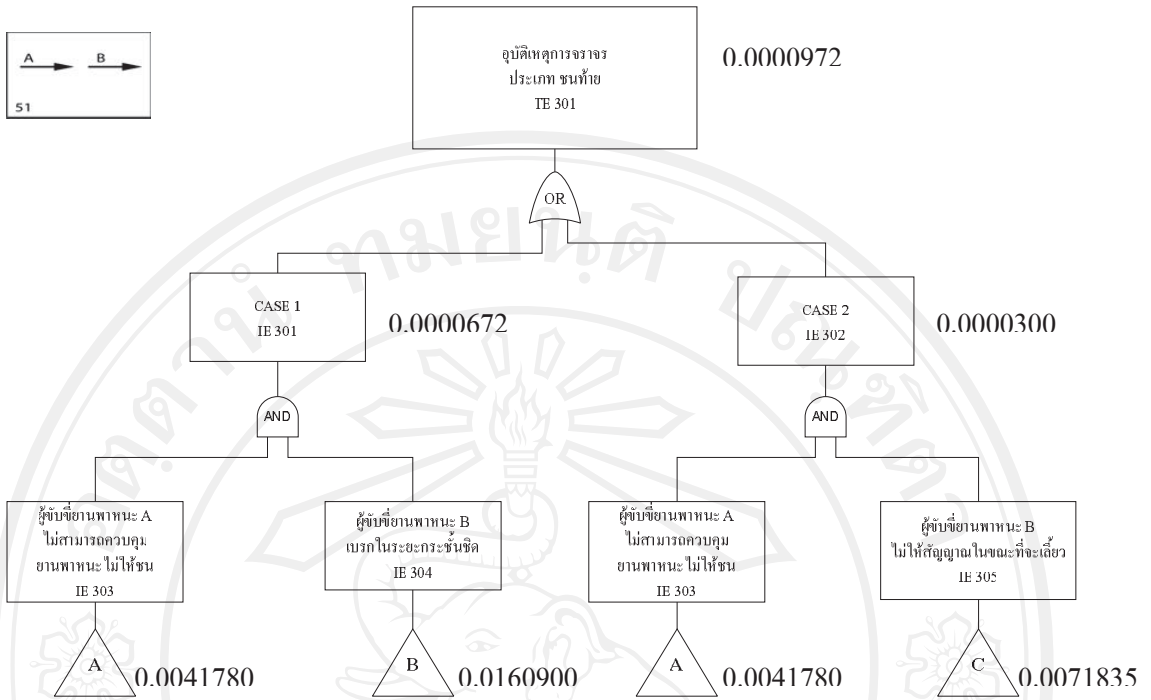 A B
51
อุบัติเหตุการจราจร
ประเภท ชนท้าย
TE 301
0.0000972
OR
CASE 1
IE 301
0.0000672
CASE 2
IE 302
0.0000300
AND
AND
ผู้ขับขี่ยานพาหนะ A
ไม่สามารถควบคุม
ยานพาหนะไม่ให้ชน
IE 303
ผู้ขับขี่ยานพาหนะ B
เบรกในระยะกระชั้นชิด
IE 304
ผู้ขับขี่ยานพาหนะ A
ไม่สามารถควบคุม
ยานพาหนะไม่ให้ชน
IE 303
ผู้ขับขี่ยานพาหนะ B
ไม่ให้สัญญาณในขณะที่จะเลี้ยว
IE 305
A
0.0041780
B
0.0160900
A
0.0041780
C
0.0071835